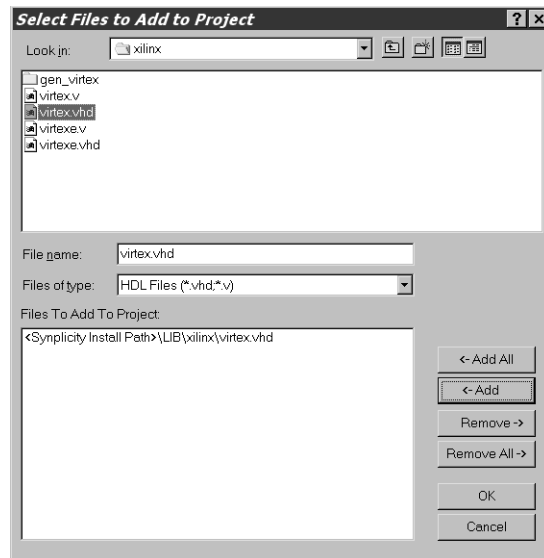 Select Files to Add to Project
? ×
Look in: xilinx
gen_virtex
virtex.v
virtex.vhd
virtexe.v
virtexe.vhd
File name: virtex.vhd
Files of type: HDL Files (*.vhd;*.v)
Files To Add To Project:
<Synplicity Install Path>\LIB\xilinx\virtex.vhd
<- Add All
<- Add
Remove ->
Remove All ->
OK
Cancel